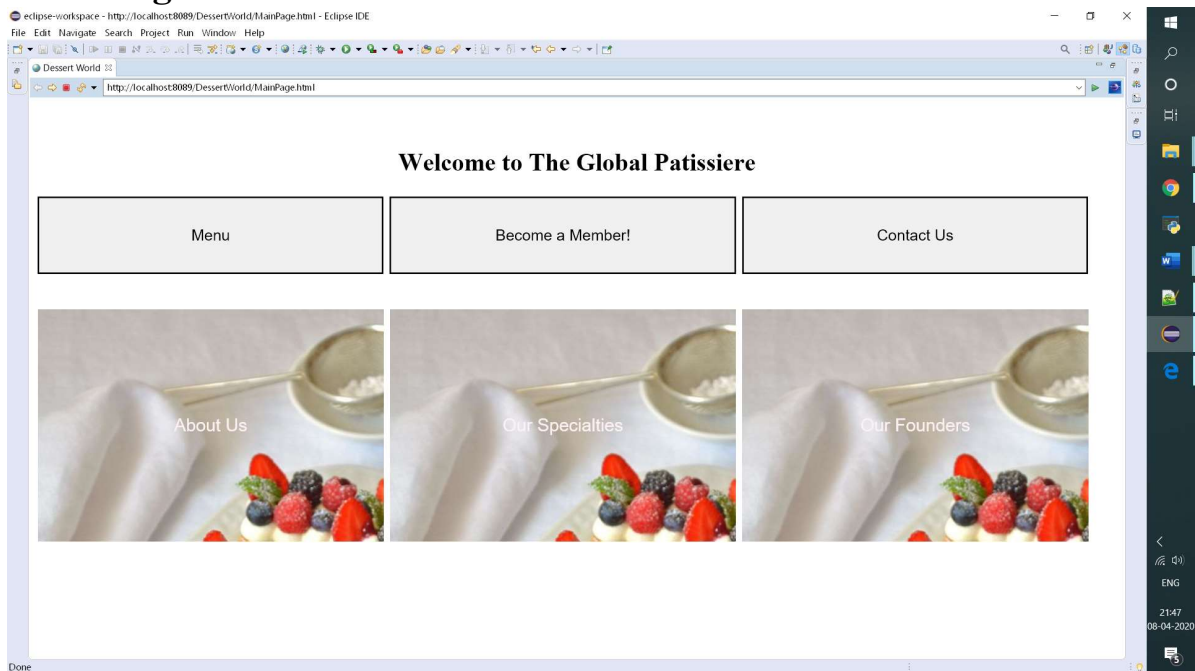 eclipse-workspace - http://localhost:8089/DessertWorld/MainPage.html - Eclipse IDE
File Edit Navigate Search Project Run Window Help
Dessert World
http://localhost:8089/DessertWorld/MainPage.html
Welcome to The Global Patissiere
Menu Become a Member! Contact Us
About Us Our Specialties Our Founders
ENG
21:47
08-04-2020
Done